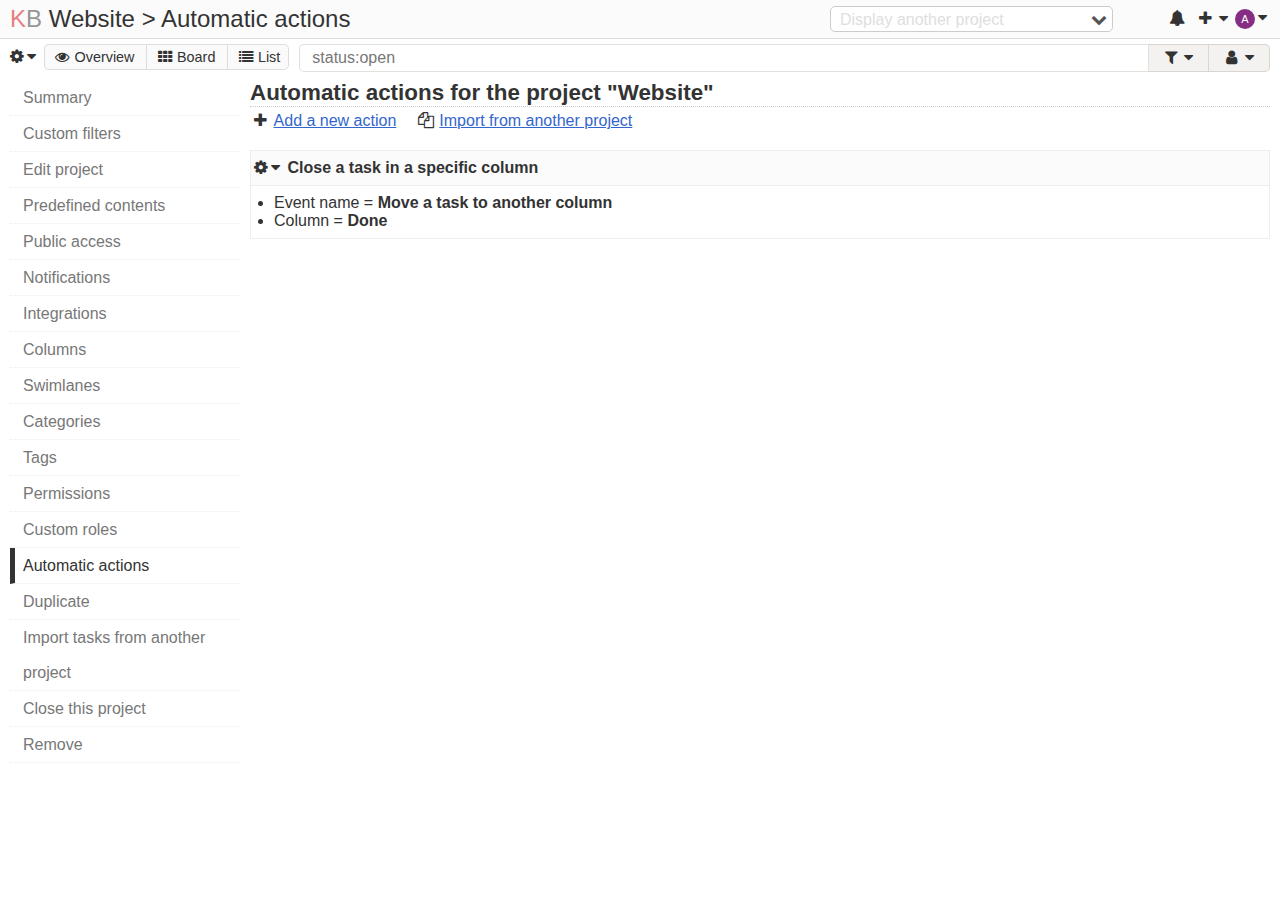 KB Website > Automatic actions
Display another project
A
Overview
Board
List
status:open
Summary
Custom filters
Edit project
Predefined contents
Public access
Notifications
Integrations
Columns
Swimlanes
Categories
Tags
Permissions
Custom roles
Automatic actions
Duplicate
Import tasks from another
project
Close this project
Remove
Automatic actions for the project "Website"
Add a new action
Import from another project
Close a task in a specific column
Event name = Move a task to another column
Column = Done